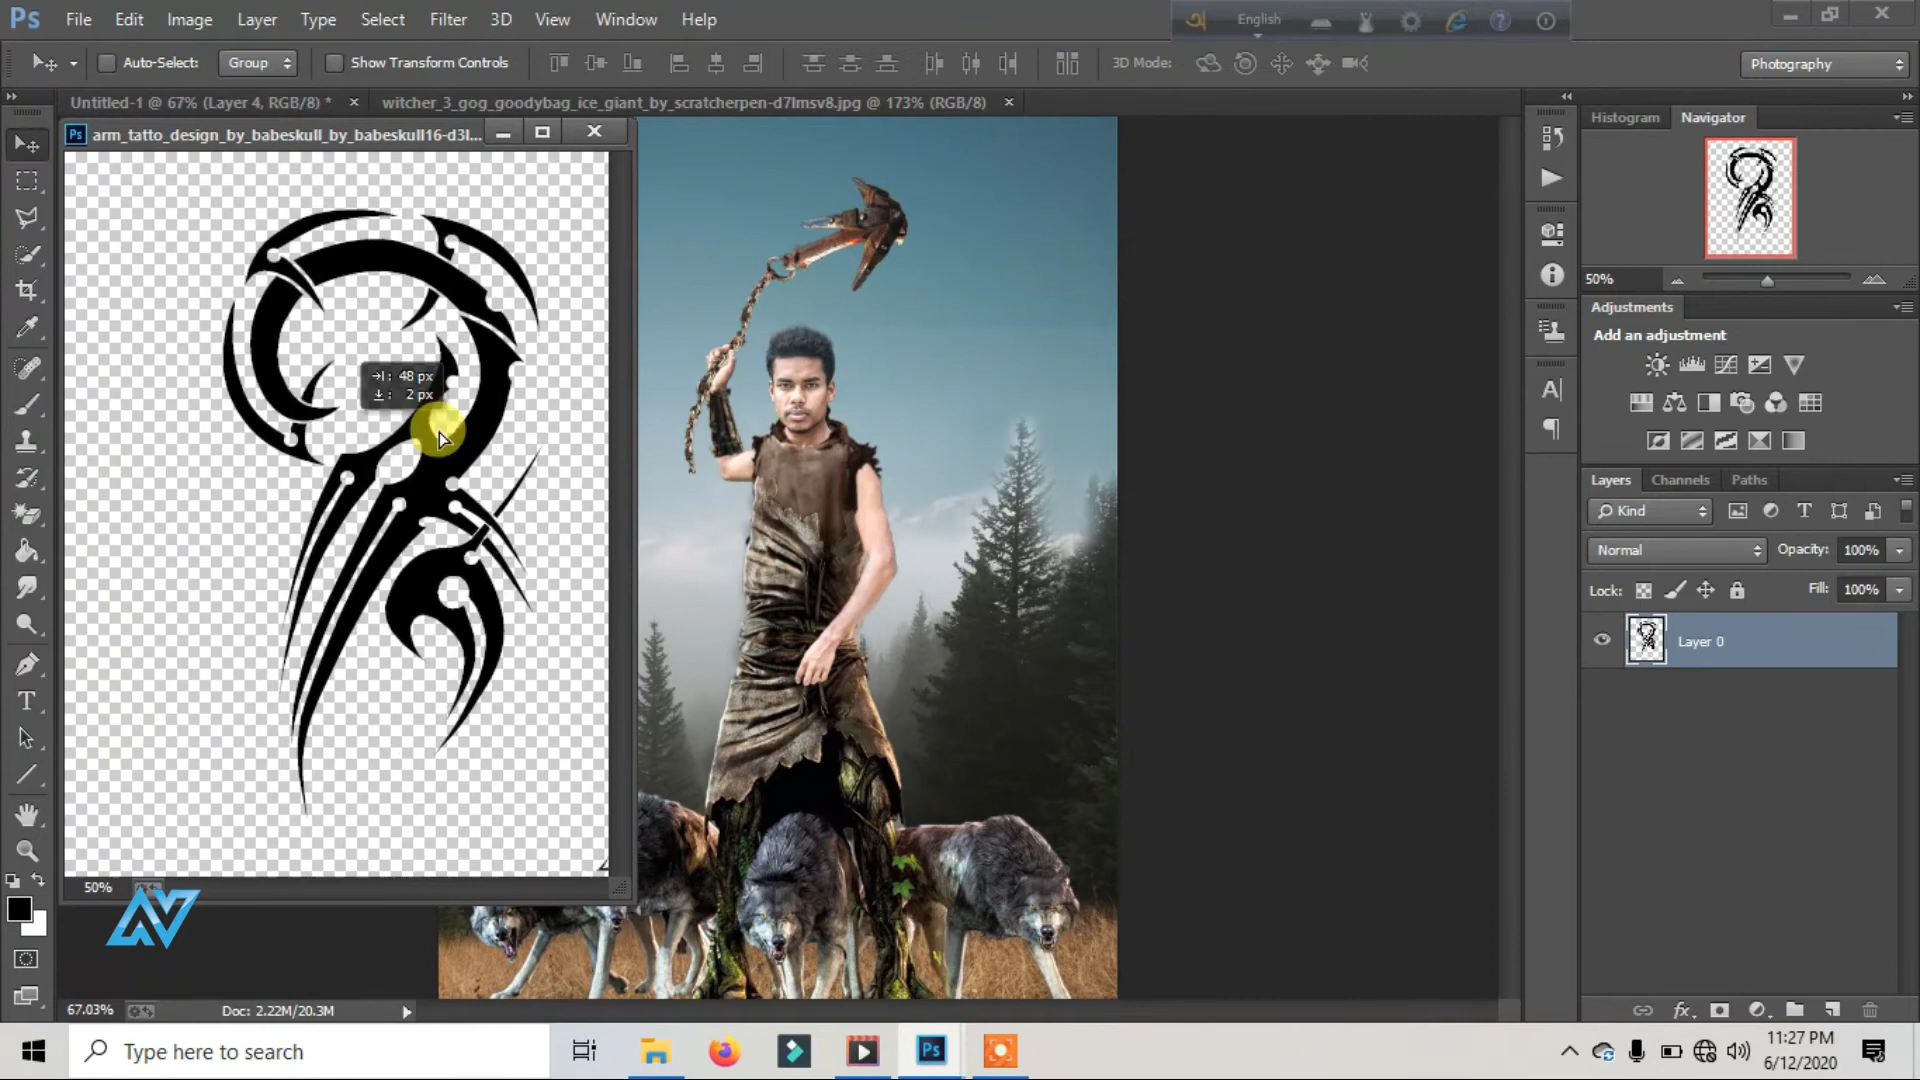 Ps File Edit Image Layer Type Select Filter 3D View Window Help
English
Auto-Select: Group Show Transform Controls 3D Mode: Photography
Untitled-1 @ 67% (Layer 4, RGB/8) * witcher_3_gog_goodybag_ice_giant_by_scratcherpen-d7lmsv8.jpg @ 173% (RGB/8)
Ps arm_tatto_design_by_babeskull_by_babeskull16-d3l...
48 px
2 px
50%
67.03% Doc: 2.22M/20.3M
Histogram Navigator
50%
Adjustments
Add an adjustment
Layers Channels Paths
Kind
Normal Opacity: 100%
Lock: Fill: 100%
Layer 0
Type here to search
Ps
11:27 PM
6/12/2020